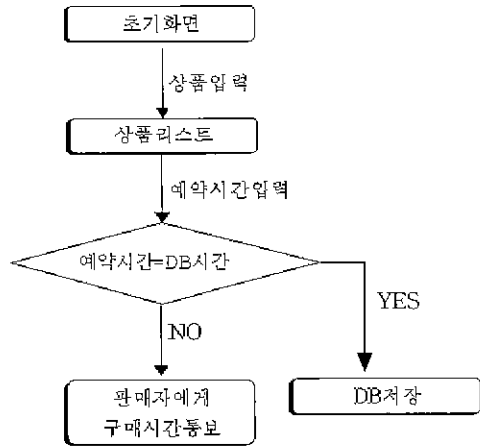 초기화면
상품입력
상품리스트
예약시간입력
예약시간=DB시간
YES
NO
판매자에게
구매시간통보
DB저장